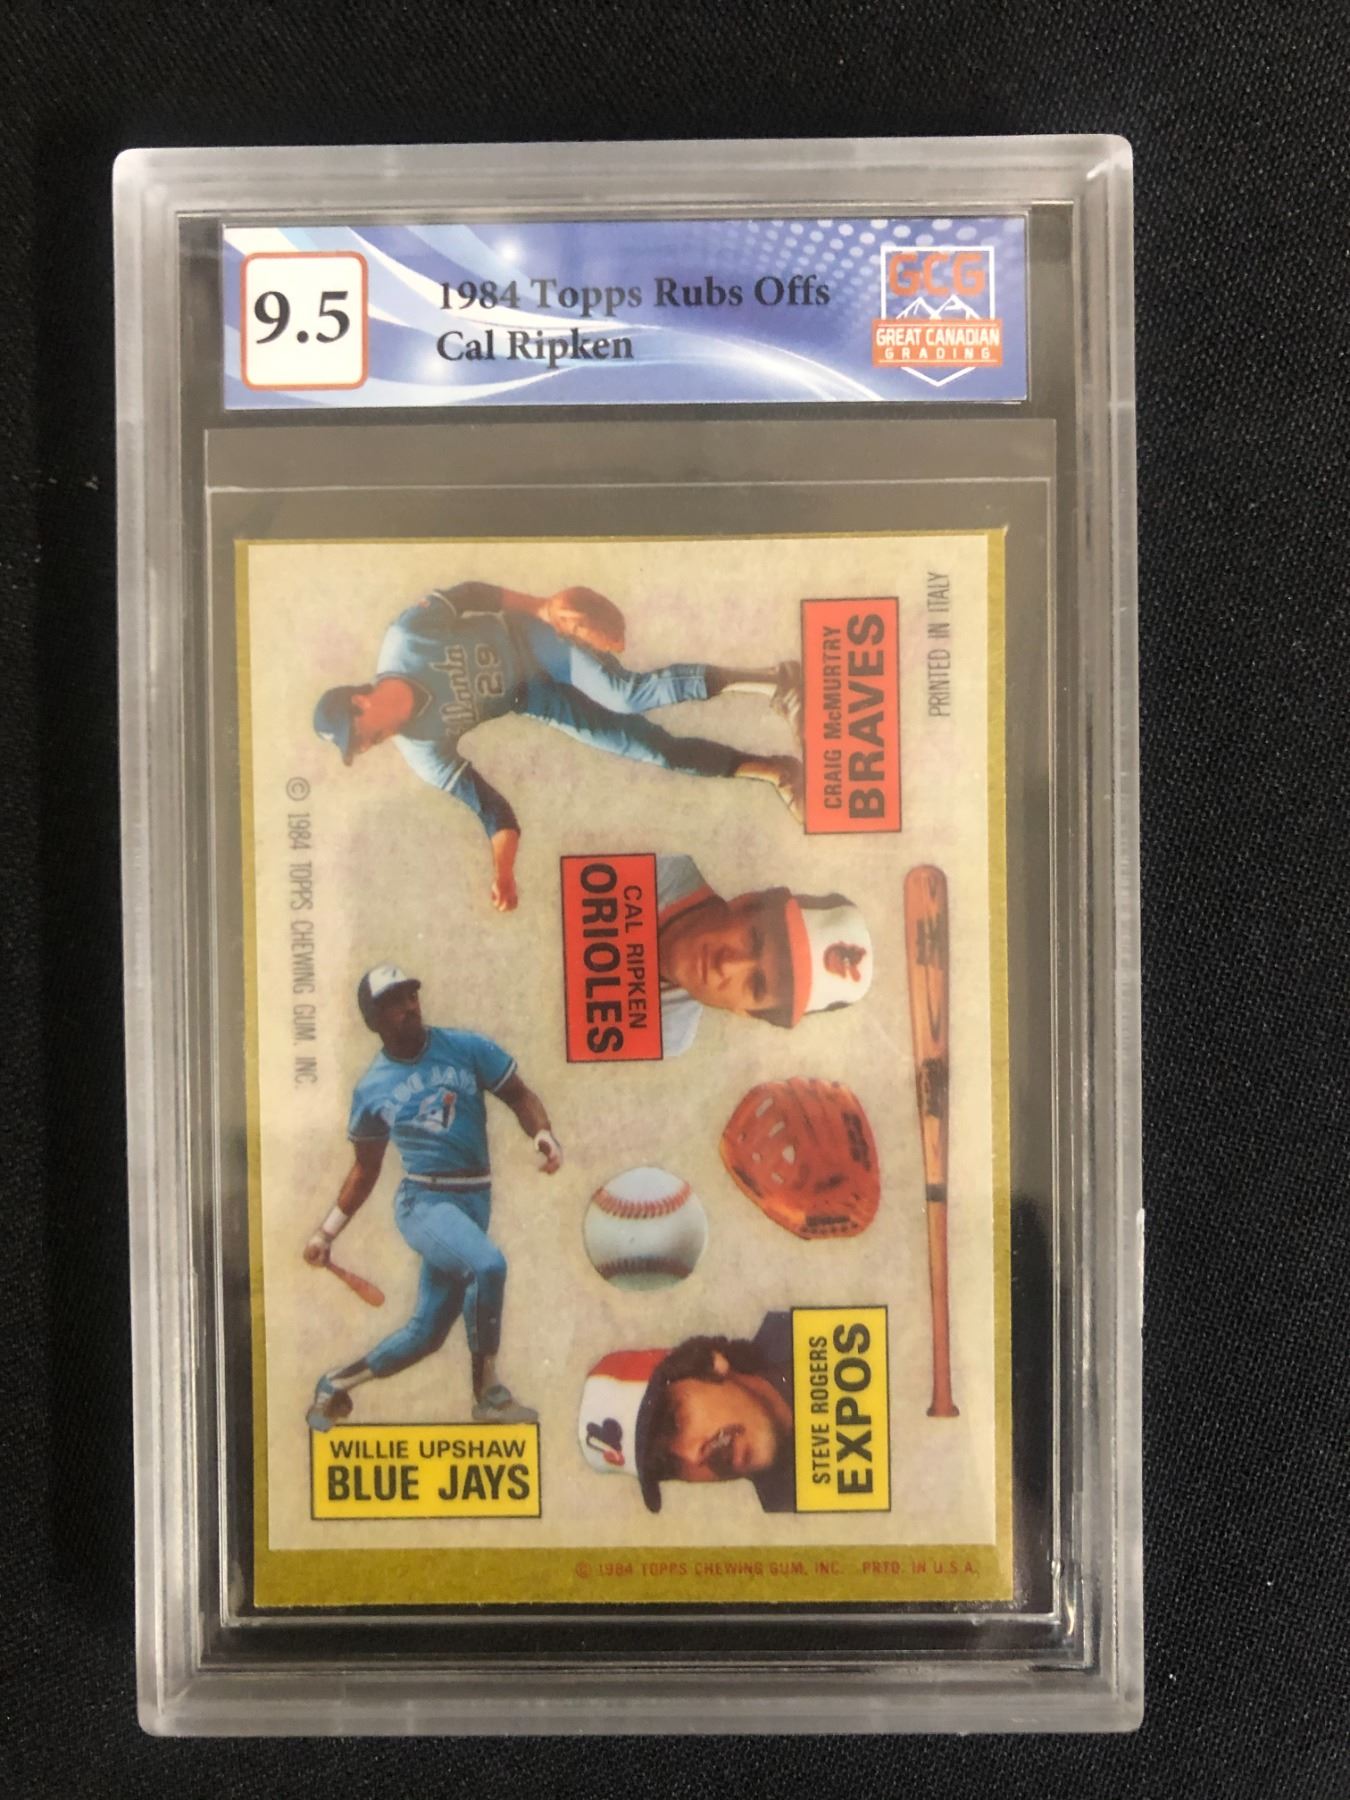 9.5
1984 Topps Rubs Offs
Cal Ripken
GCG
GREAT CANADIAN
GRADING
PRINTED IN ITALY
CRAIG McMURTRY
BRAVES
29
© 1984 TOPPS CHEWING GUM, INC.
CAL RIPKEN
ORIOLES
BLUE JAYS
STEVE ROGERS
EXPOS
WILLIE UPSHAW
BLUE JAYS
© 1984 TOPPS CHEWING GUM, INC. PRTD. IN U.S.A.